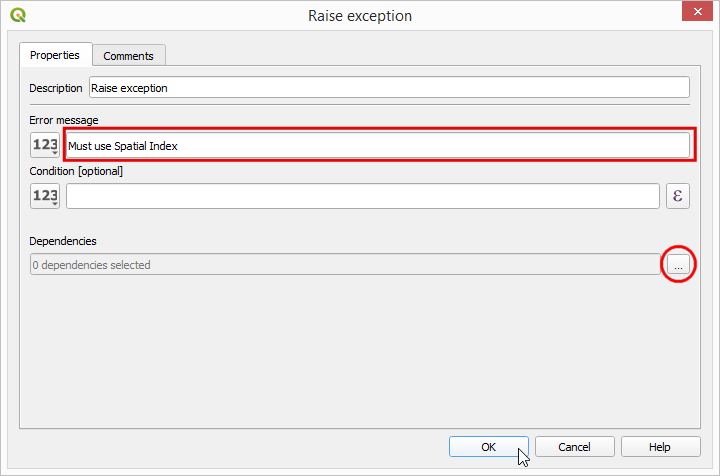 Raise exception
Properties
Comments
Description Raise exception
Error message
123 Must use Spatial Index
Condition [optional]
123 ε
Dependencies
0 dependencies selected ...
OK Cancel Help